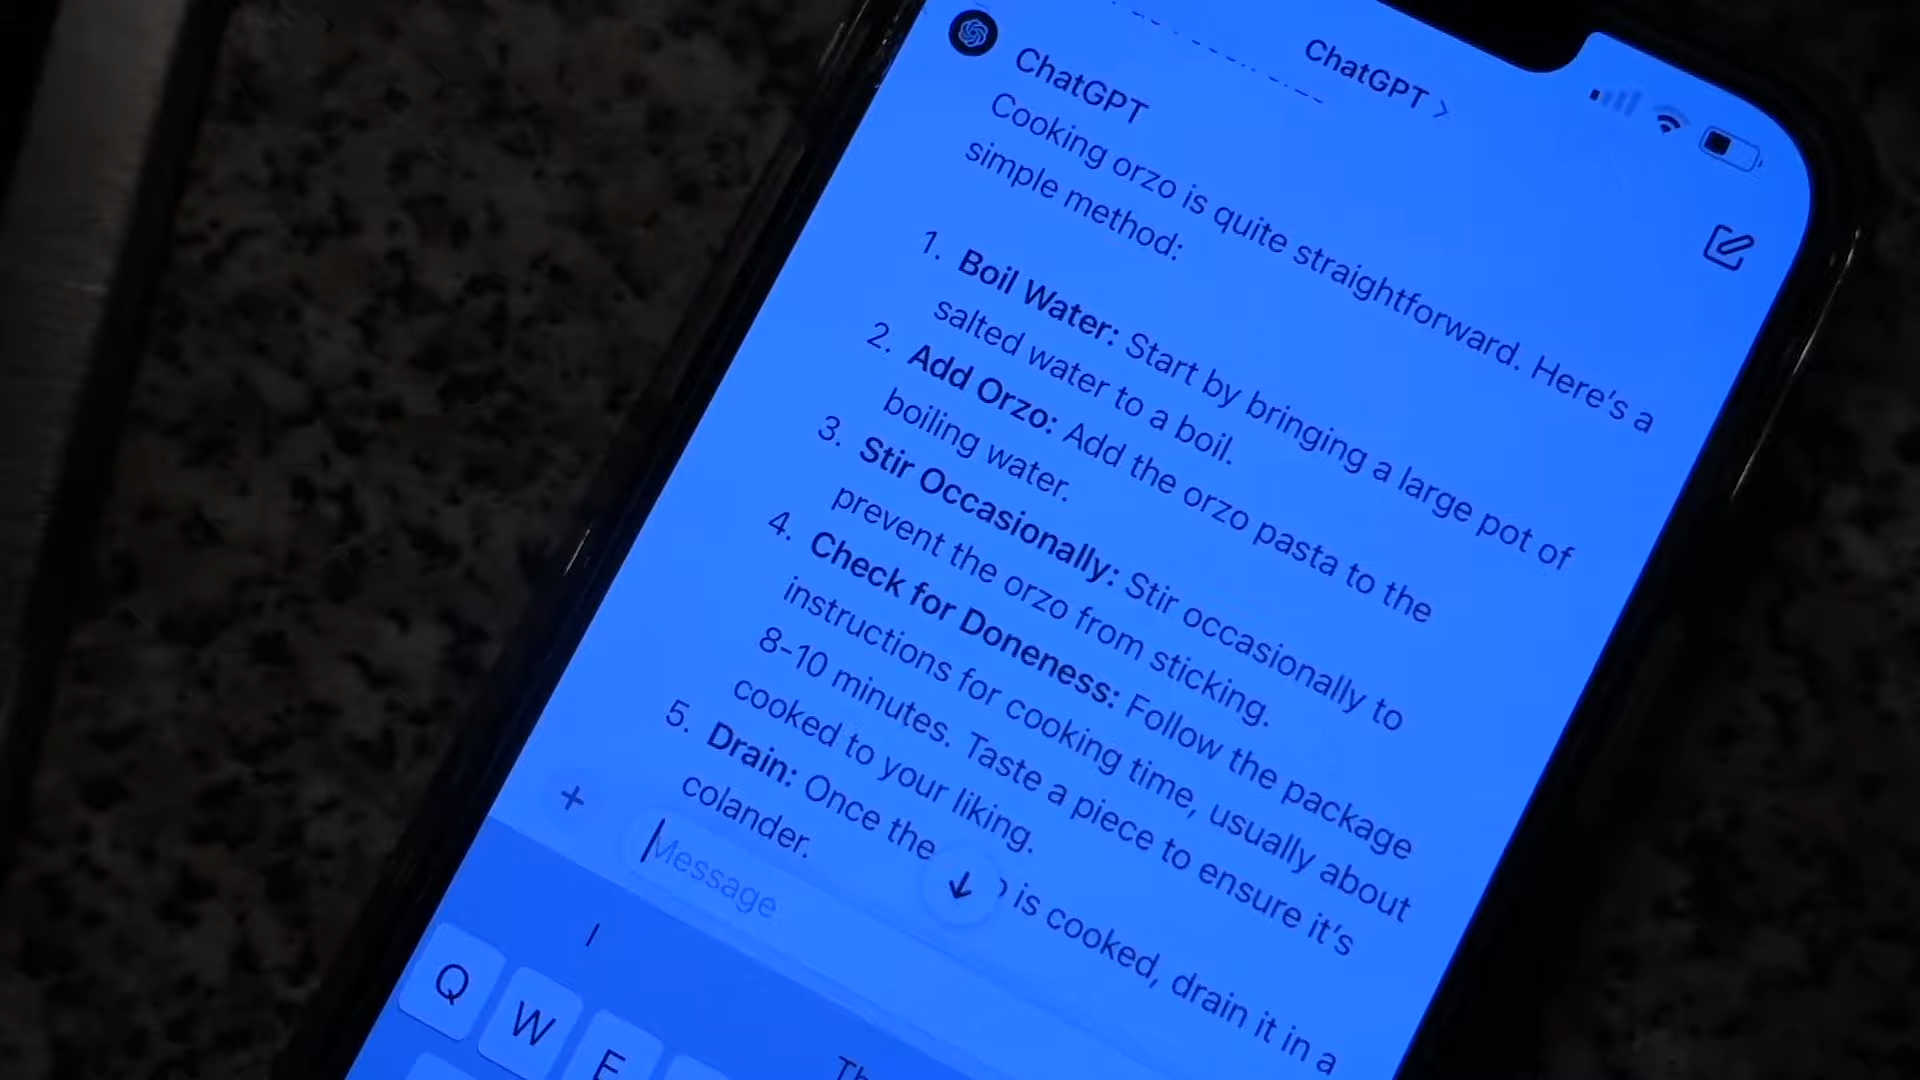 ChatGPT >
ChatGPT
Cooking orzo is quite straightforward. Here's a
simple method:
1. Boil Water: Start by bringing a large pot of
salted water to a boil.
2. Add Orzo: Add the orzo pasta to the
boiling water.
3. Stir Occasionally: Stir occasionally to
prevent the orzo from sticking.
4. Check for Doneness: Follow the package
instructions for cooking time, usually about
8-10 minutes. Taste a piece to ensure it's
cooked to your liking.
5. Drain: Once the is cooked, drain it in a
colander.
Message
I
Q W E